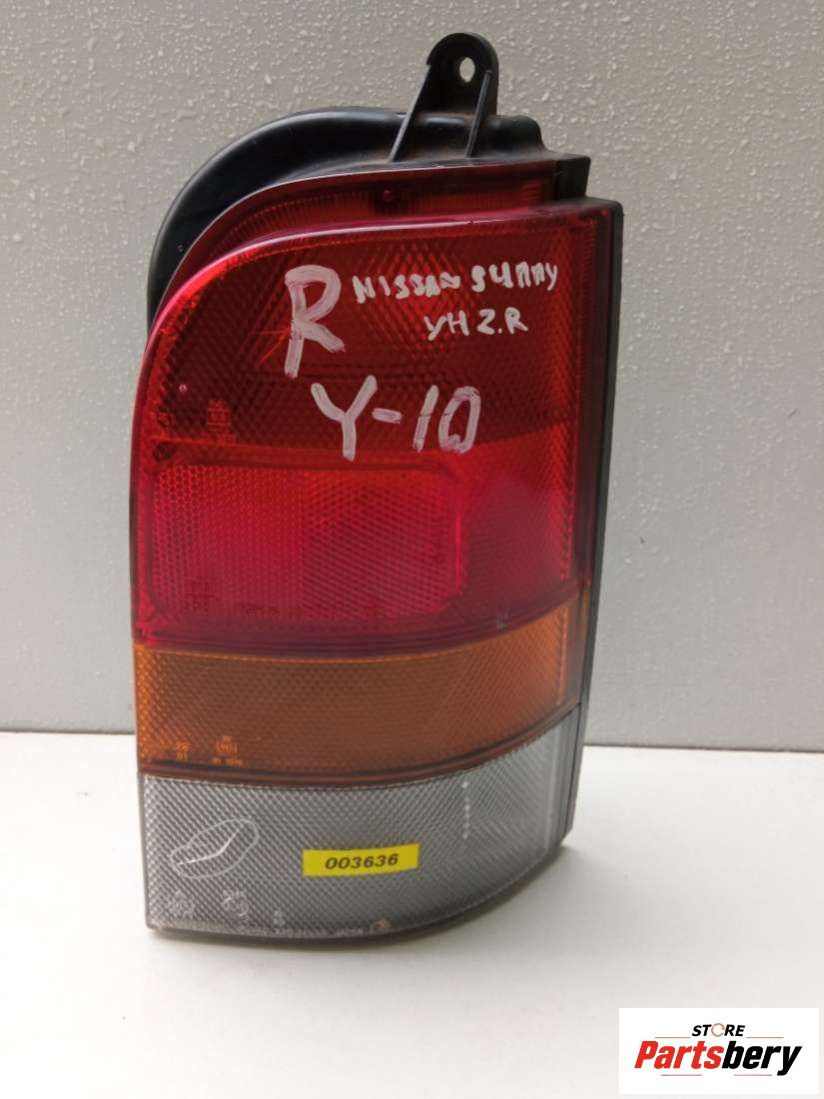 R NISSAN SUNNY
YHZ.R
Y-10
003636
STORE
Partsbery